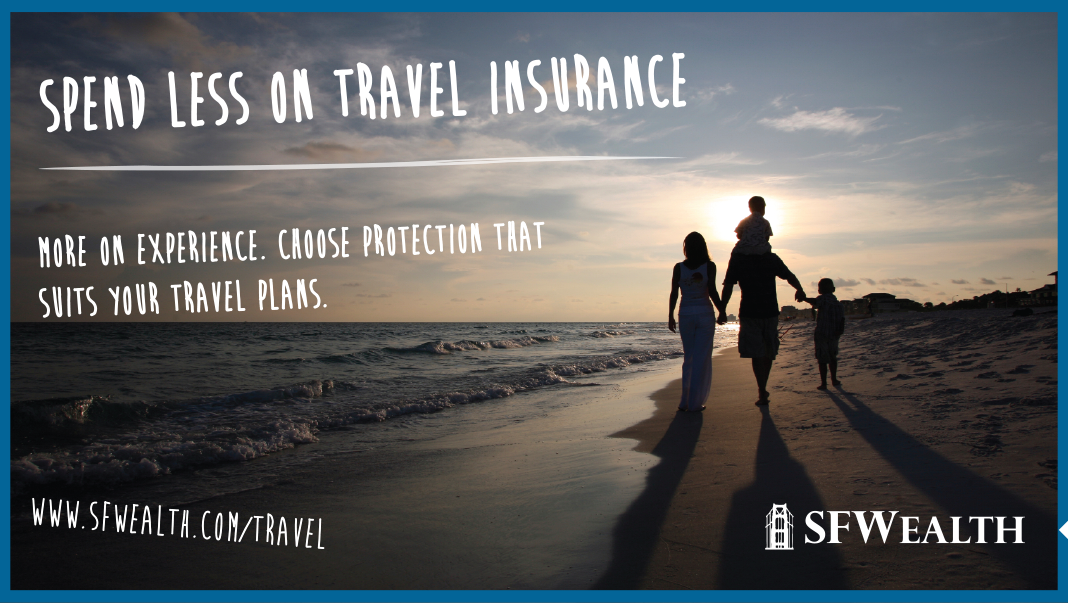 SPEND LESS ON TRAVEL INSURANCE
MORE ON EXPERIENCE. CHOOSE PROTECTION THAT
SUITS YOUR TRAVEL PLANS.
WWW.SFWEALTH.COM/TRAVEL
SFWEALTH